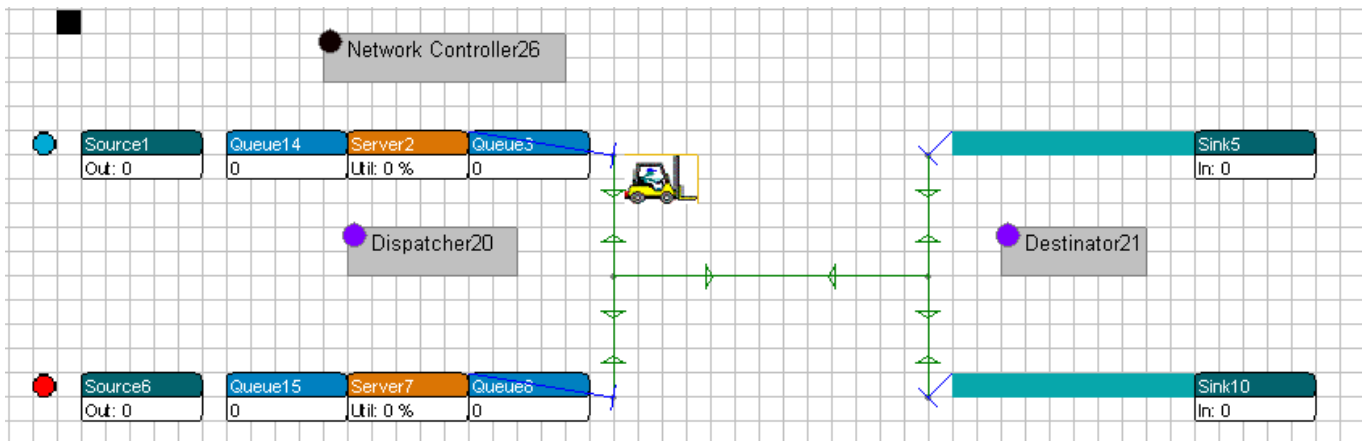 Network Controller26
Source1
Out: 0
Queue14
0
Server2
Util: 0 %
Queue3
0
Sink5
In: 0
Dispatcher20
Destinator21
Source6
Out: 0
Queue15
0
Server7
Util: 0 %
Queue8
0
Sink10
In: 0